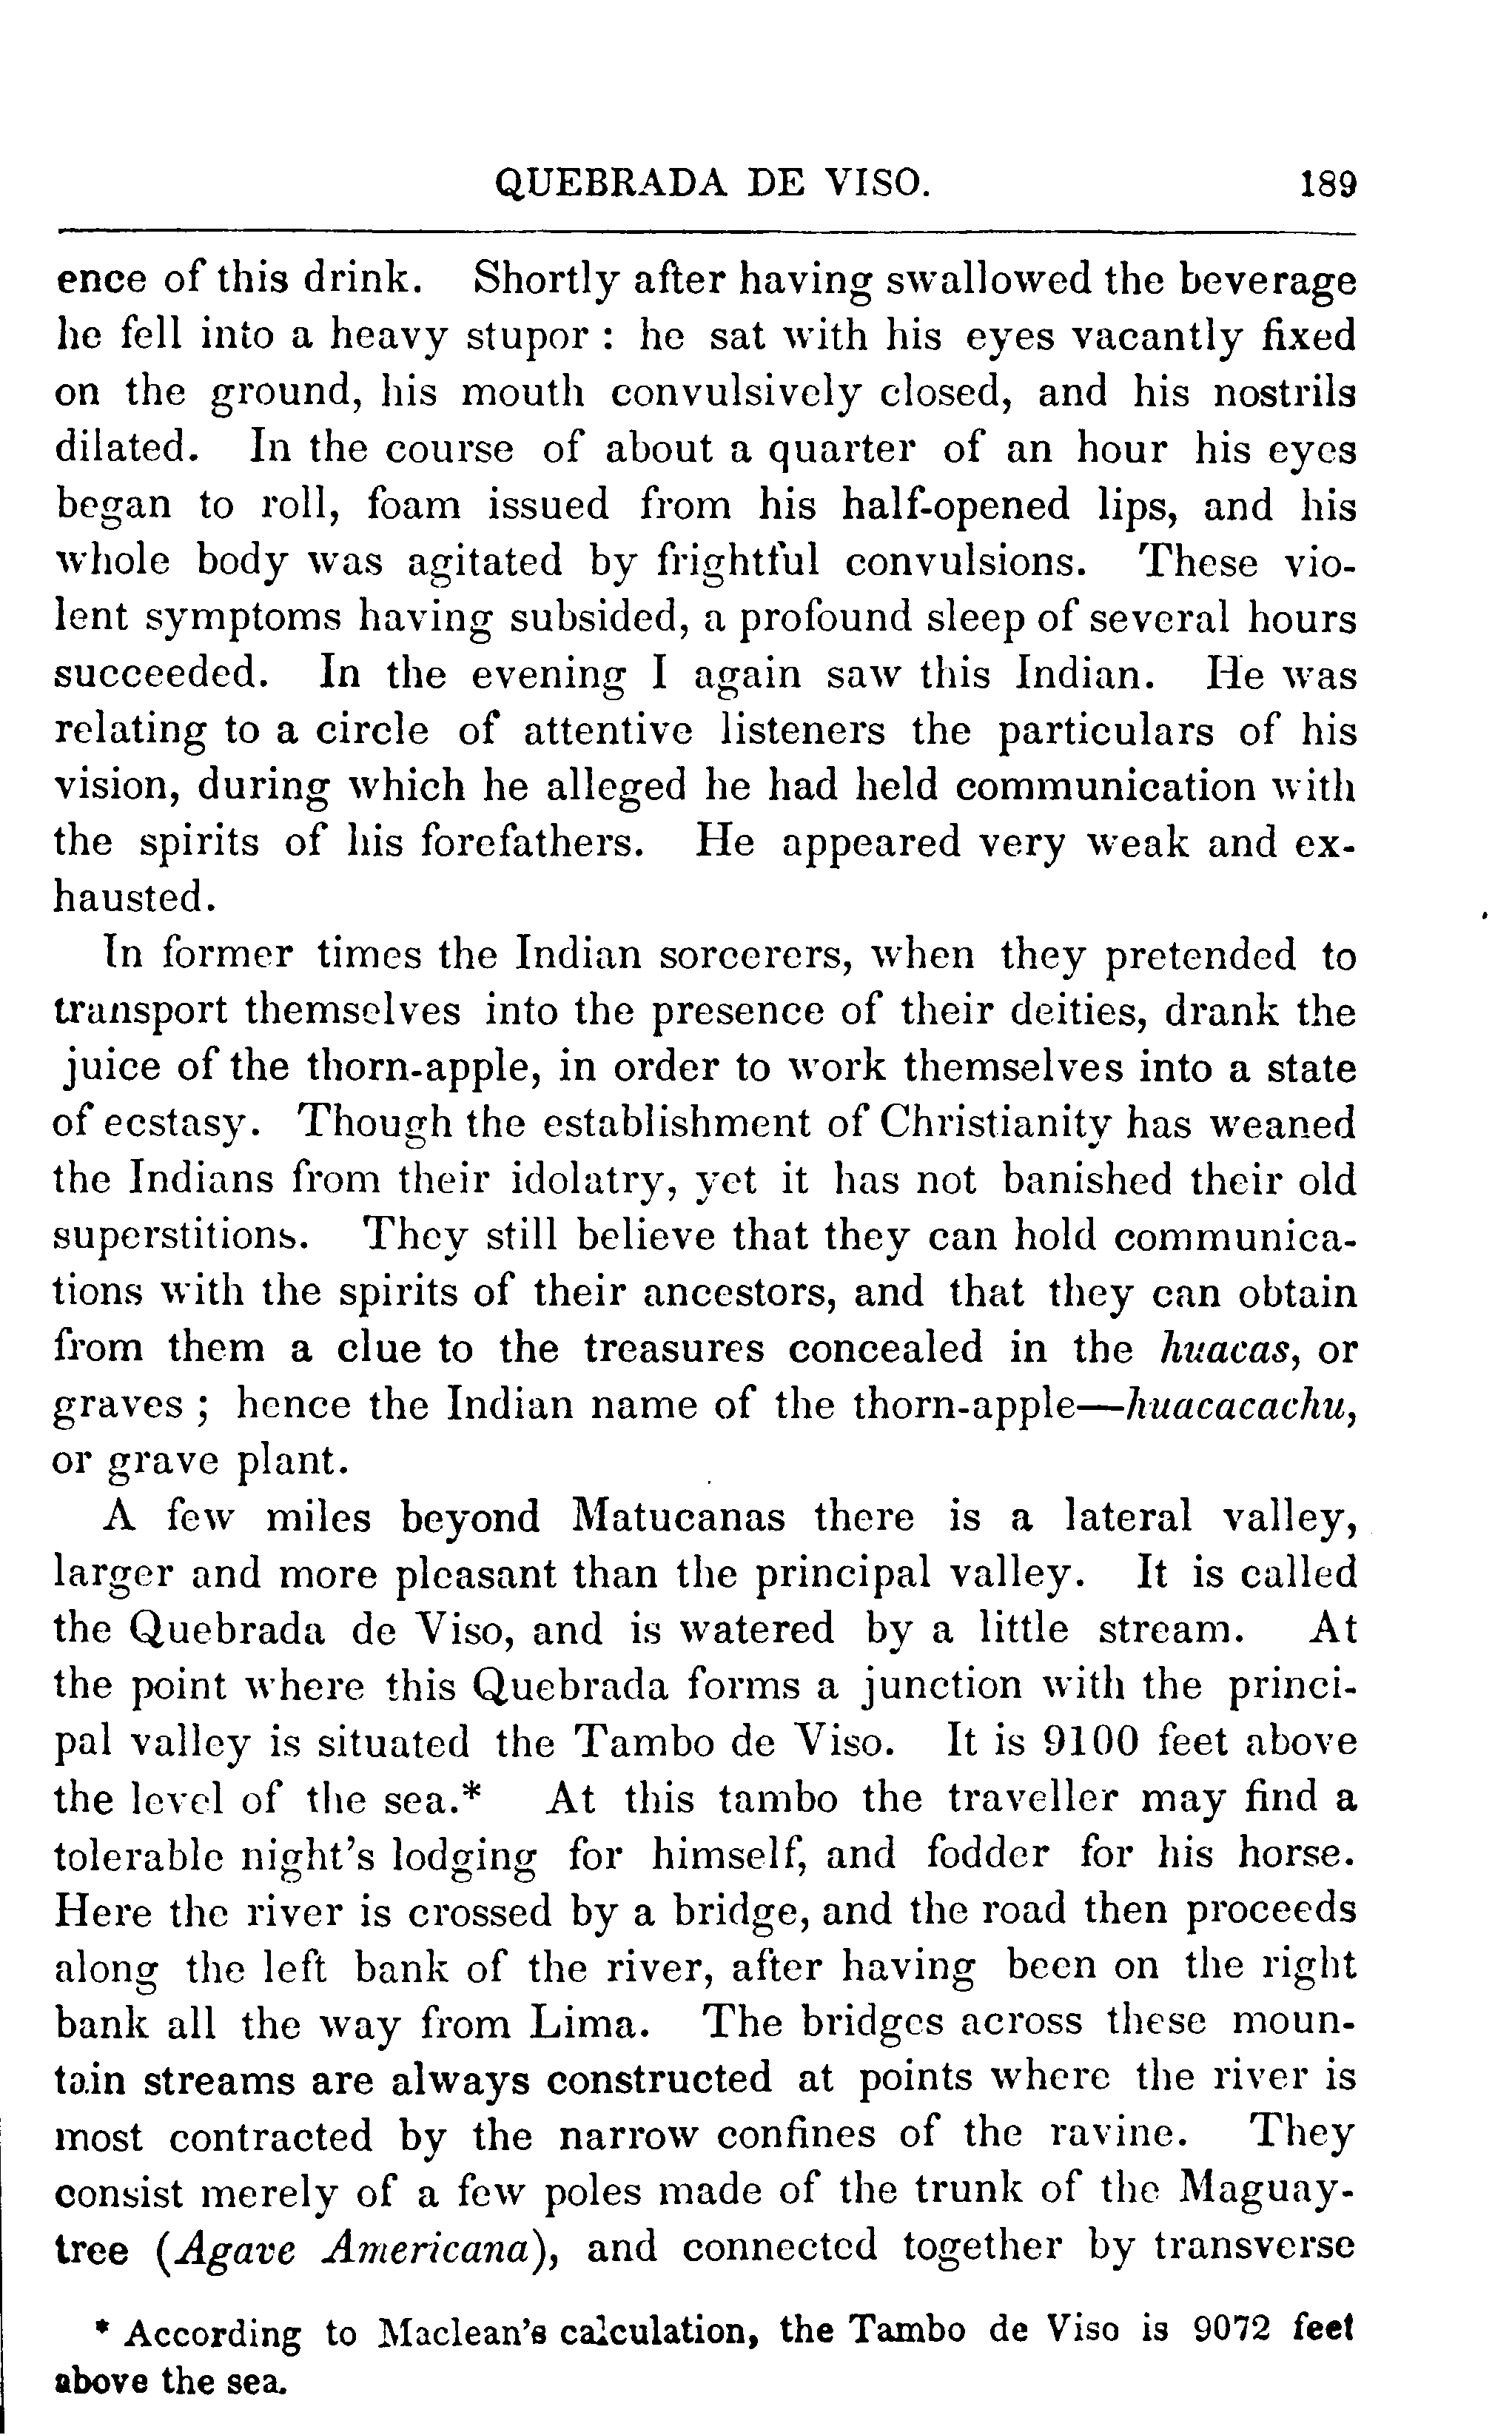 QUEBRADA DE VISO. 189
ence of this drink. Shortly after having swallowed the beverage
he fell into a heavy stupor : he sat with his eyes vacantly fixed
on the ground, his mouth convulsively closed, and his nostrils
dilated. In the course of about a quarter of an hour his eyes
began to roll, foam issued from his half-opened lips, and his
whole body was agitated by frightful convulsions. These vio-
lent symptoms having subsided, a profound sleep of several hours
succeeded. In the evening I again saw this Indian. He was
relating to a circle of attentive listeners the particulars of his
vision, during which he alleged he had held communication with
the spirits of his forefathers. He appeared very weak and ex-
hausted.
In former times the Indian sorcerers, when they pretended to
transport themselves into the presence of their deities, drank the
juice of the thorn-apple, in order to work themselves into a state
of ecstasy. Though the establishment of Christianity has weaned
the Indians from their idolatry, yet it has not banished their old
superstitions. They still believe that they can hold communica-
tions with the spirits of their ancestors, and that they can obtain
from them a clue to the treasures concealed in the huacas, or
graves ; hence the Indian name of the thorn-apple—huacacachu,
or grave plant.
A few miles beyond Matucanas there is a lateral valley,
larger and more pleasant than the principal valley. It is called
the Quebrada de Viso, and is watered by a little stream. At
the point where this Quebrada forms a junction with the princi-
pal valley is situated the Tambo de Viso. It is 9100 feet above
the level of the sea.* At this tambo the traveller may find a
tolerable night's lodging for himself, and fodder for his horse.
Here the river is crossed by a bridge, and the road then proceeds
along the left bank of the river, after having been on the right
bank all the way from Lima. The bridges across these moun-
tain streams are always constructed at points where the river is
most contracted by the narrow confines of the ravine. They
consist merely of a few poles made of the trunk of the Maguay-
tree (Agave Americana), and connected together by transverse
* According to Maclean's calculation, the Tambo de Viso is 9072 feet
above the sea.